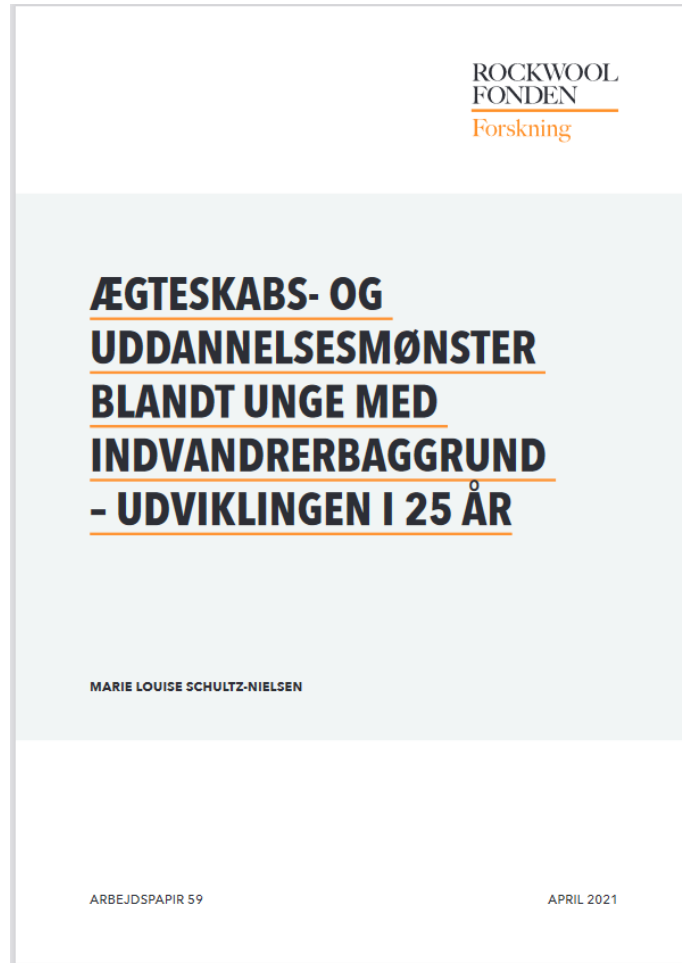 ROCKWOOL
FONDEN
Forskning
ÆGTESKABS- OG
UDDANNELSESMØNSTER
BLANDT UNGE MED
INDVANDRERBAGGRUND
– UDVIKLINGEN I 25 ÅR
MARIE LOUISE SCHULTZ-NIELSEN
ARBEJDSPAPIR 59
APRIL 2021